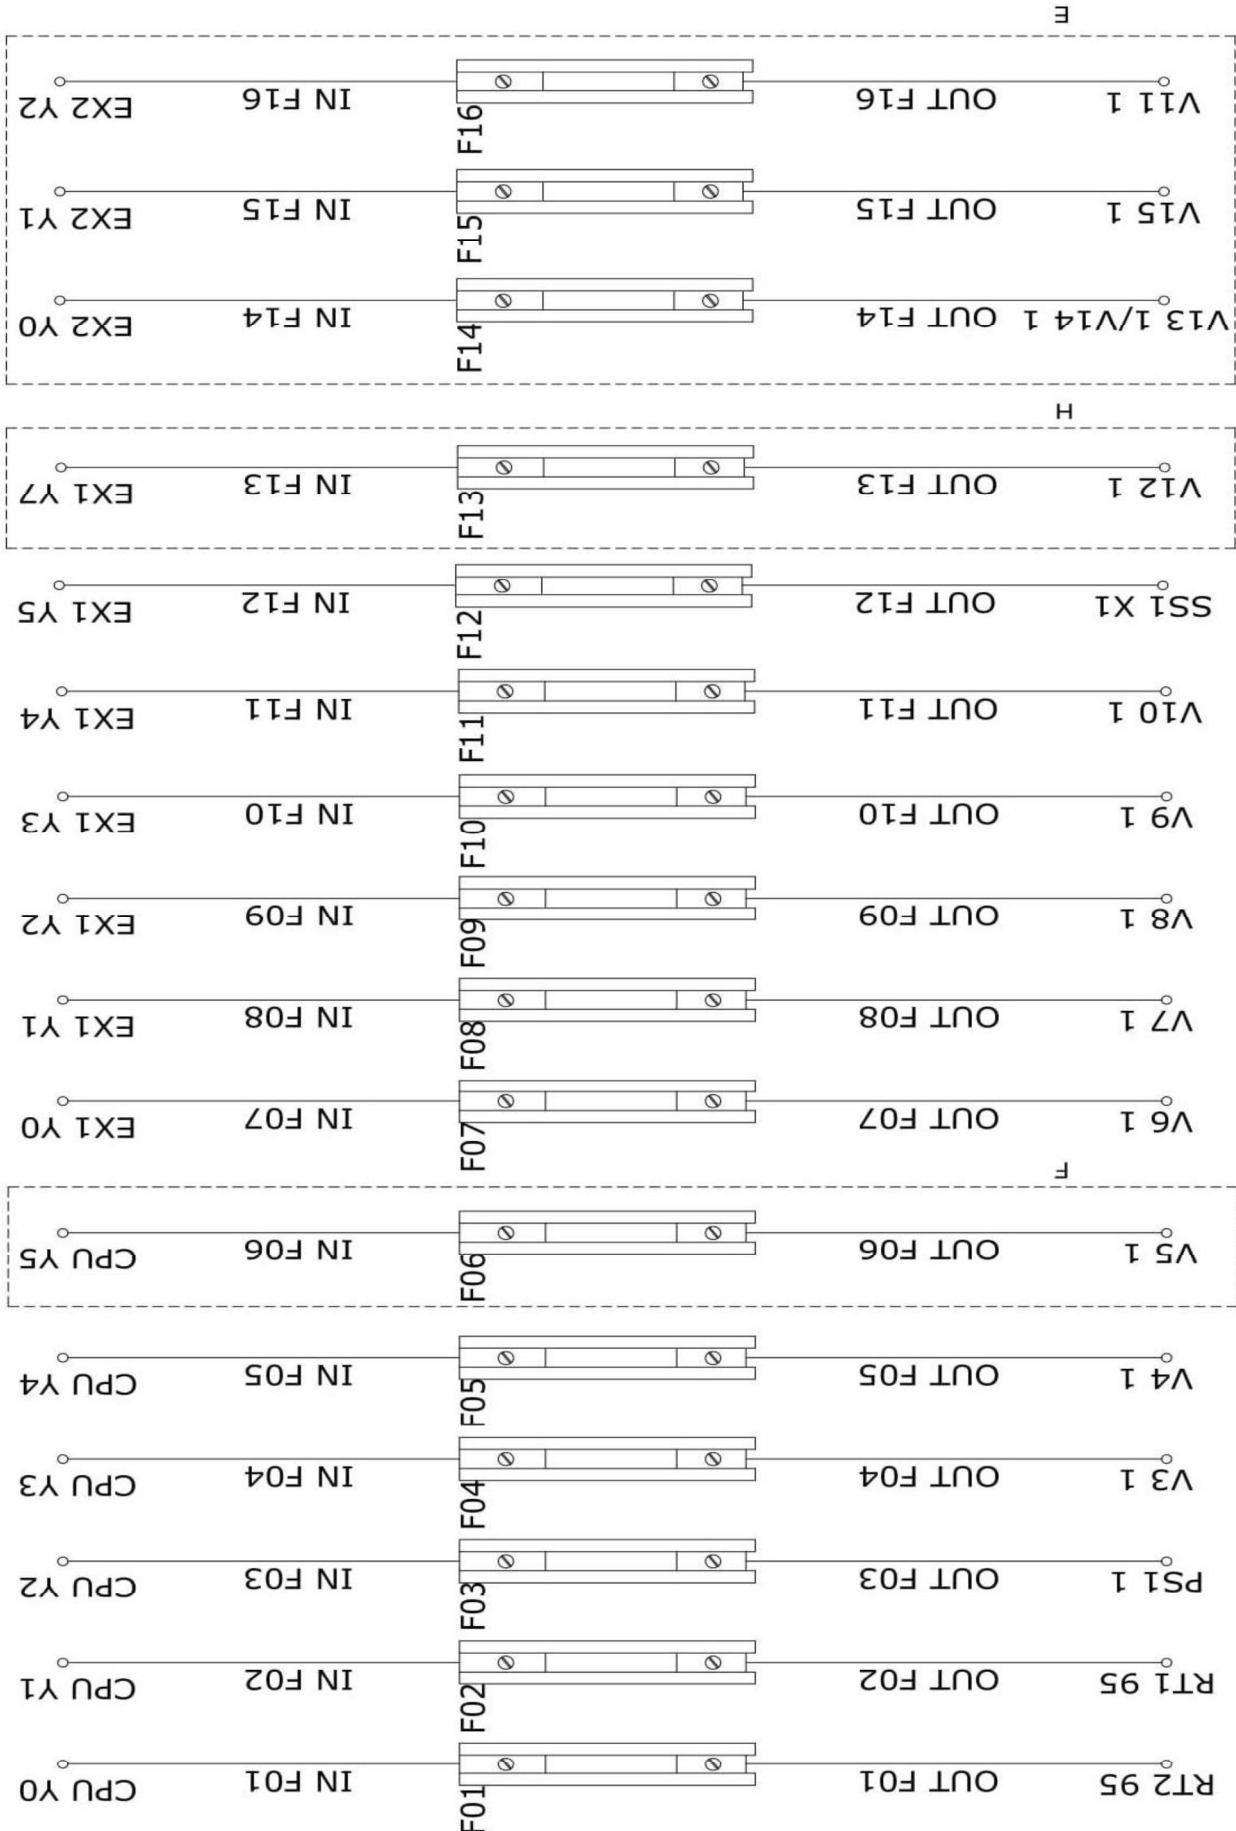 RT2 95 OUT F01 F01 IN F01 CPU Y0
RT1 95 OUT F02 F02 IN F02 CPU Y1
PS1 1 OUT F03 F03 IN F03 CPU Y2
V3 1 OUT F04 F04 IN F04 CPU Y3
V4 1 OUT F05 F05 IN F05 CPU Y4
V5 1 OUT F06 F06 IN F06 CPU Y5
F
V6 1 OUT F07 F07 IN F07 EX1 Y0
V7 1 OUT F08 F08 IN F08 EX1 Y1
V8 1 OUT F09 F09 IN F09 EX1 Y2
V9 1 OUT F10 F10 IN F10 EX1 Y3
V10 1 OUT F11 F11 IN F11 EX1 Y4
SS1 X1 OUT F12 F12 IN F12 EX1 Y5
V12 1 OUT F13 F13 IN F13 EX1 Y7
H
V13 1/V14 1 OUT F14 F14 IN F14 EX2 Y0
V15 1 OUT F15 F15 IN F15 EX2 Y1
V11 1 OUT F16 F16 IN F16 EX2 Y2
E